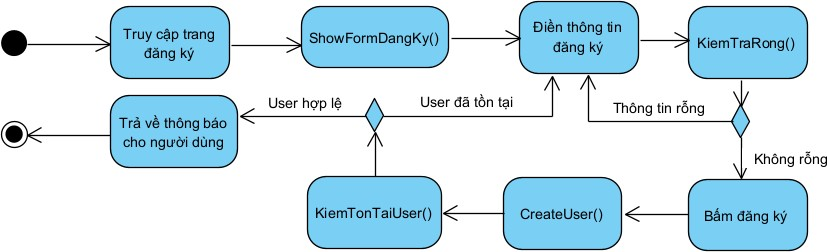 Truy cập trang
đăng ký
ShowFormDangKy()
Điền thông tin
đăng ký
KiemTraRong()
User hợp lệ
User đã tồn tại
Thông tin rỗng
Trả về thông báo
cho người dùng
Không rỗng
KiemTonTaiUser()
CreateUser()
Bấm đăng ký